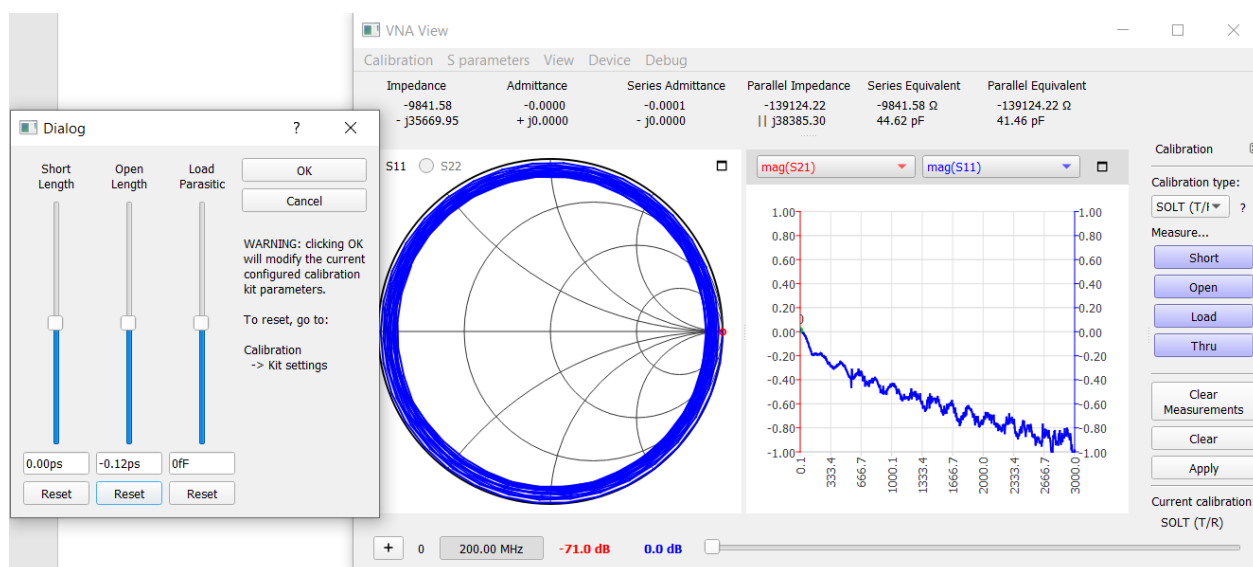 VNA View
Calibration S parameters View Device Debug
Impedance Admittance Series Admittance Parallel Impedance Series Equivalent Parallel Equivalent
-9841.58 -0.0000 -0.0001 -139124.22 -9841.58 Ω -139124.22 Ω
- j35669.95 + j0.0000 - j0.0000 || j38385.30 44.62 pF 41.46 pF
Dialog ? ×
Short Length
Open Length
Load Parasitic
OK
Cancel
WARNING: clicking OK
will modify the current
configured calibration
kit parameters.
To reset, go to:
Calibration
-> Kit settings
0.00ps -0.12ps 0fF
Reset Reset Reset
S11 S22
mag(S21) mag(S11)
1.00 1.00
0.80 0.80
0.60 0.60
0.40 0.40
0.20 0.20
0.00 0.00
-0.20 -0.20
-0.40 -0.40
-0.60 -0.60
-0.80 -0.80
-1.00 -1.00
0.1 333.4 666.7 1000.1 1333.4 1666.7 2000.0 2333.4 2666.7 3000.0
Calibration
Calibration type:
SOLT (T/ ?
Measure...
Short
Open
Load
Thru
Clear
Measurements
Clear
Apply
Current calibration
SOLT (T/R)
+ 0 200.00 MHz -71.0 dB 0.0 dB